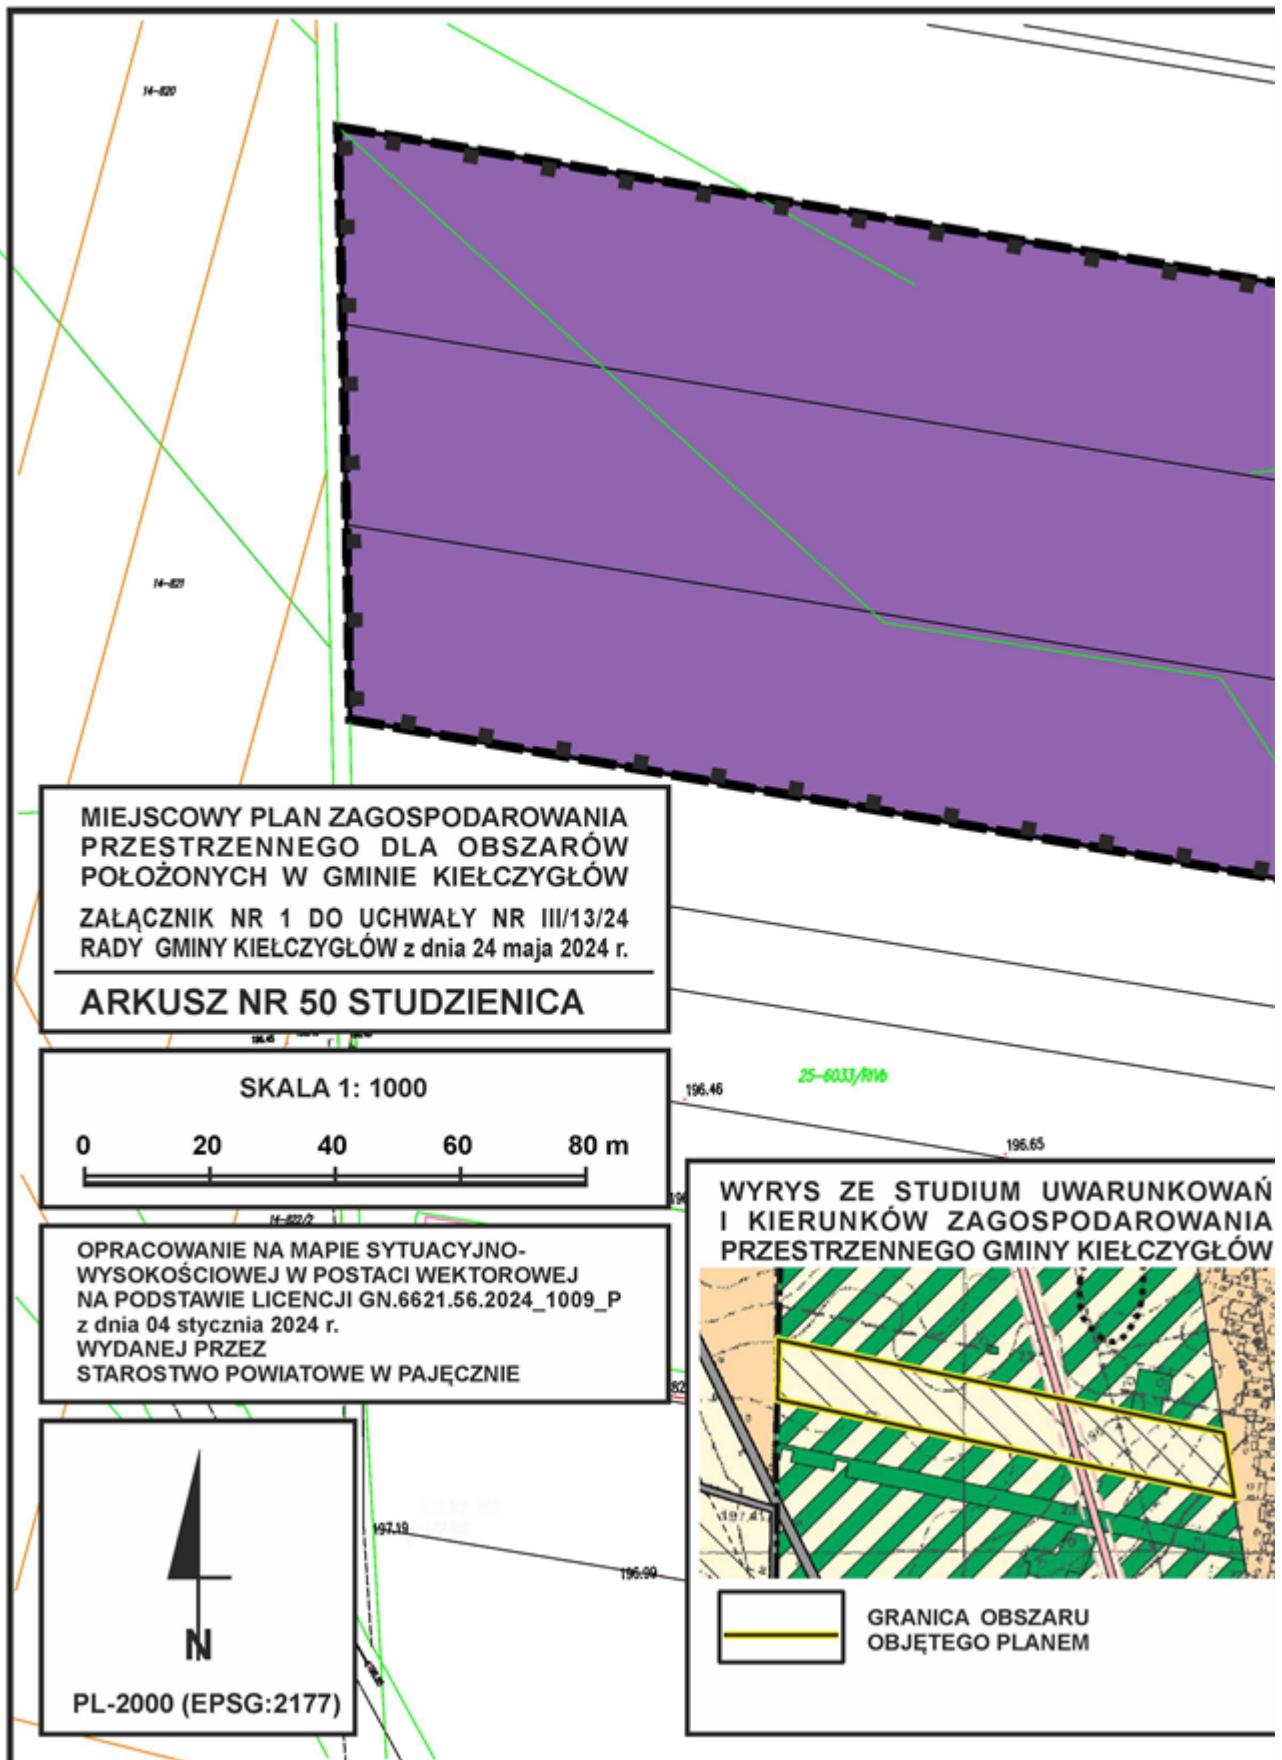 14-820
14-821
MIEJSCOWY PLAN ZAGOSPODAROWANIA
PRZESTRZENNEGO DLA OBSZARÓW
POŁOŻONYCH W GMINIE KIEŁCZYGŁÓW
ZAŁĄCZNIK NR 1 DO UCHWAŁY NR III/13/24
RADY GMINY KIEŁCZYGŁÓW z dnia 24 maja 2024 r.
ARKUSZ NR 50 STUDZIENICA
SKALA 1: 1000
0 20 40 60 80 m
25-6033/RIVb
196.46
196.65
14-822/2
OPRACOWANIE NA MAPIE SYTUACYJNO-
WYSOKOŚCIOWEJ W POSTACI WEKTOROWEJ
NA PODSTAWIE LICENCJI GN.6621.56.2024_1009_P
z dnia 04 stycznia 2024 r.
WYDANEJ PRZEZ
STAROSTWO POWIATOWE W PAJĘCZNIE
N
PL-2000 (EPSG:2177)
197.19
196.99
WYRYS ZE STUDIUM UWARUNKOWAŃ
I KIERUNKÓW ZAGOSPODAROWANIA
PRZESTRZENNEGO GMINY KIEŁCZYGŁÓW
GRANICA OBSZARU
OBJĘTEGO PLANEM